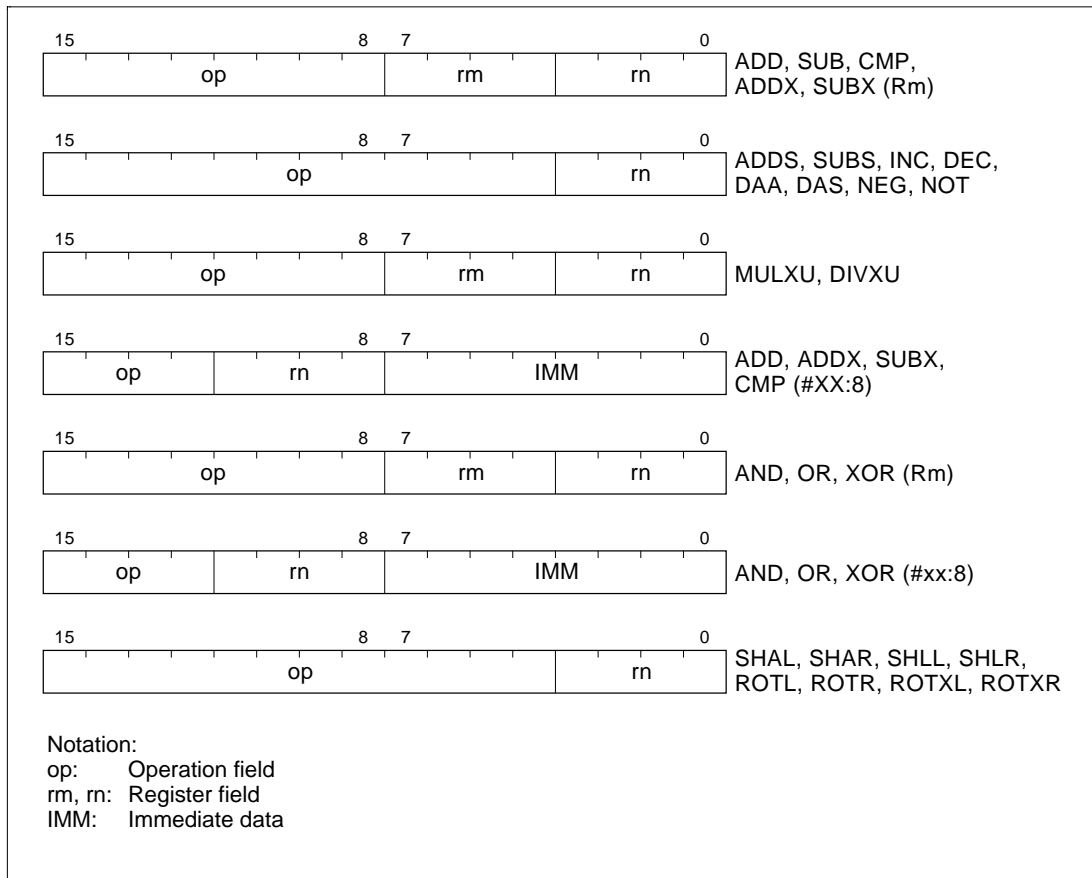 15 8 7 0
op rm rn
ADD, SUB, CMP,
ADDX, SUBX (Rm)
15 8 7 0
op rn
ADDS, SUBS, INC, DEC,
DAA, DAS, NEG, NOT
15 8 7 0
op rm rn
MULXU, DIVXU
15 8 7 0
op rn IMM
ADD, ADDX, SUBX,
CMP (#XX:8)
15 8 7 0
op rm rn
AND, OR, XOR (Rm)
15 8 7 0
op rn IMM
AND, OR, XOR (#xx:8)
15 8 7 0
op rn
SHAL, SHAR, SHLL, SHLR,
ROTL, ROTR, ROTXL, ROTXR
Notation:
op: Operation field
rm, rn: Register field
IMM: Immediate data